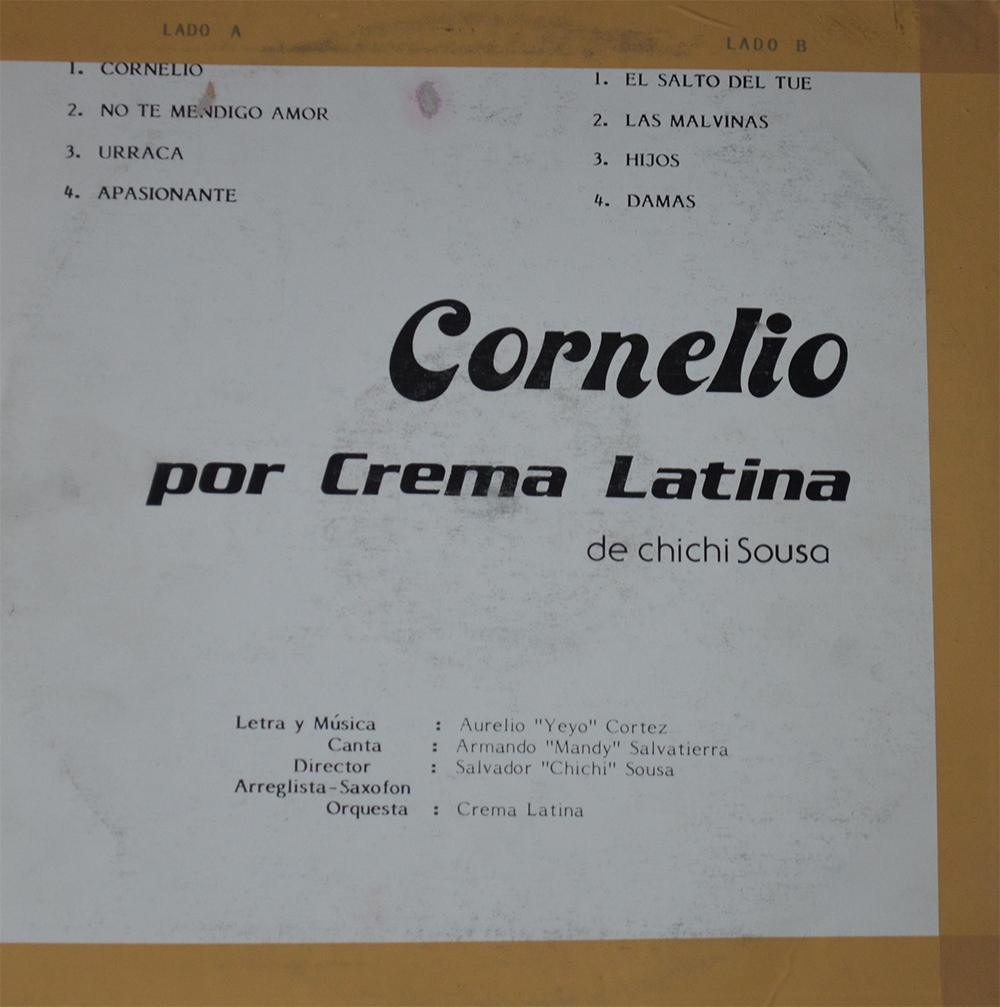 LADO A
1. CORNELIO
2. NO TE MENDIGO AMOR
3. URRACA
4. APASIONANTE
LADO B
1. EL SALTO DEL TUE
2. LAS MALVINAS
3. HIJOS
4. DAMAS
Cornelio
por Crema Latina
de chichi Sousa
Letra y Música : Aurelio "Yeyo" Cortez
Canta : Armando "Mandy" Salvatierra
Director : Salvador "Chichi" Sousa
Arreglista-Saxofon
Orquesta : Crema Latina